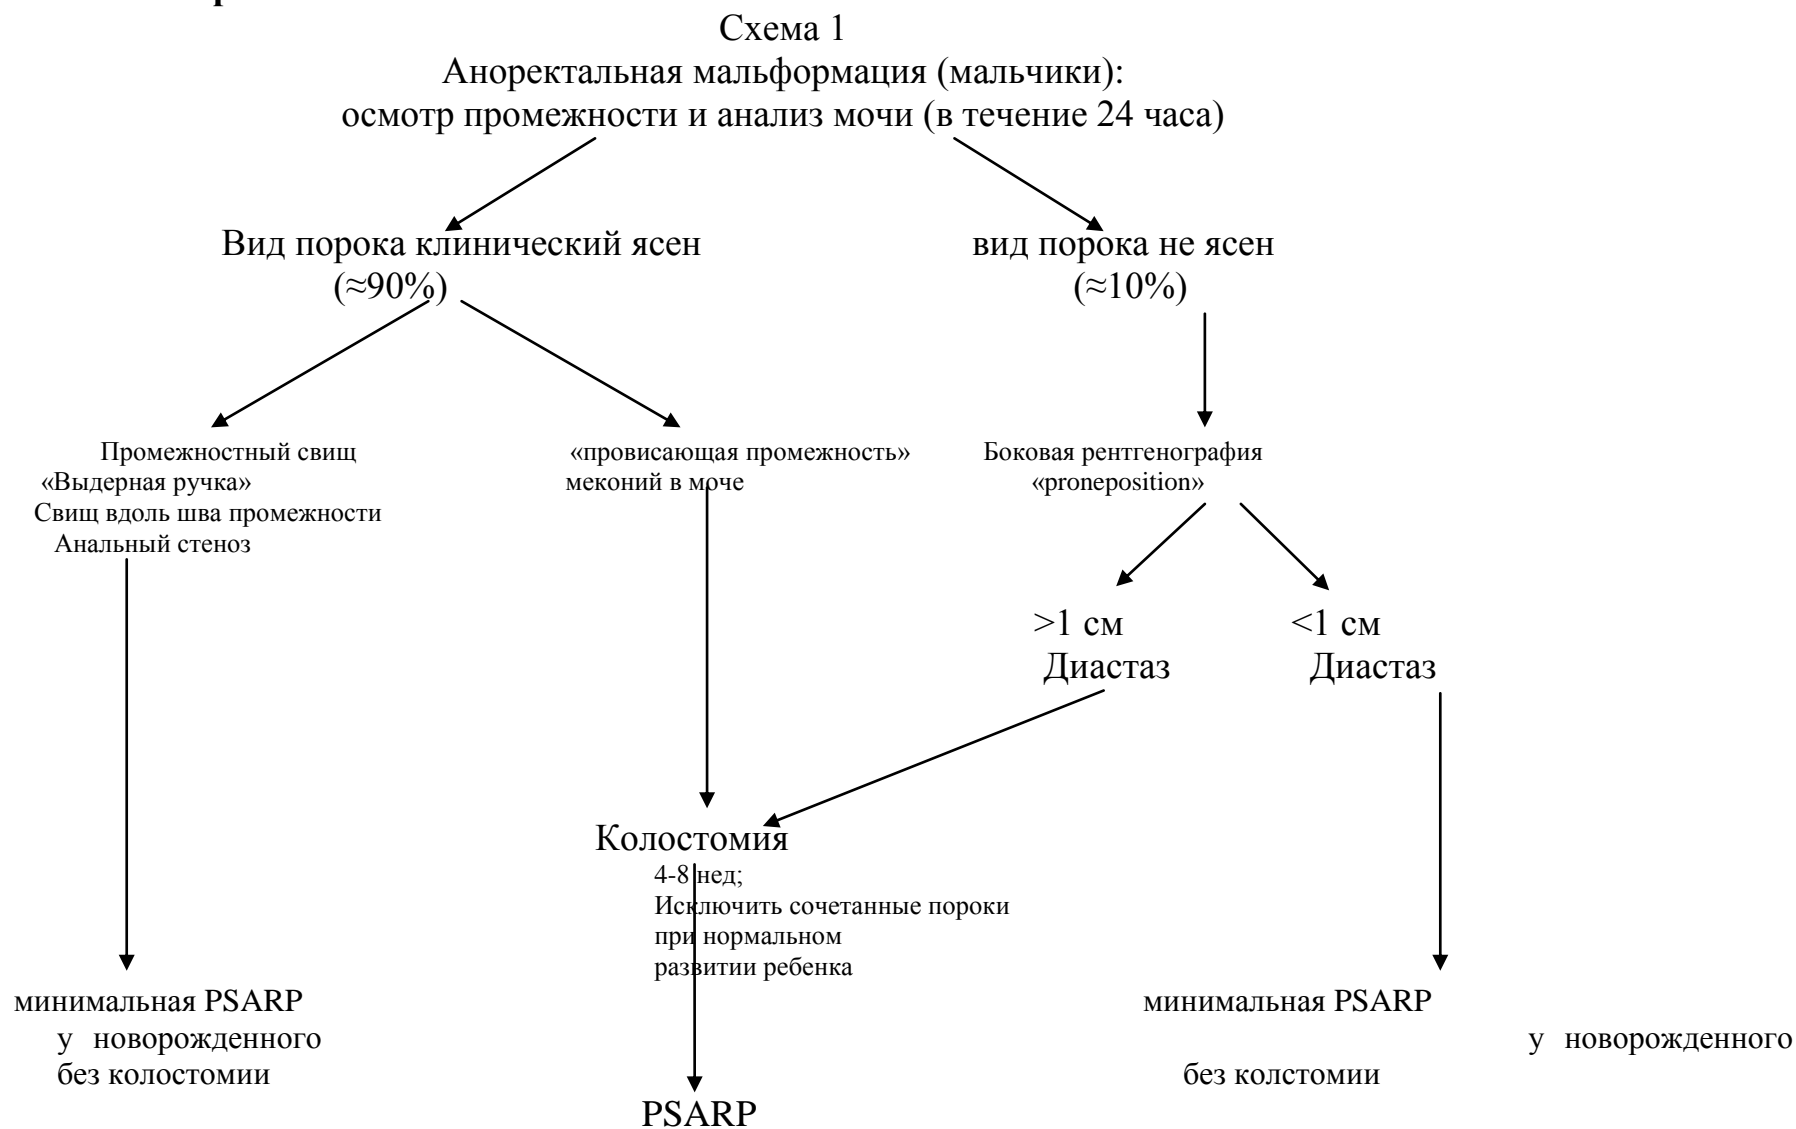 Схема 1
Аноректальная мальформация (мальчики):
осмотр промежности и анализ мочи (в течение 24 часа)
Вид порока клинический ясен
(≈90%)
вид порока не ясен
(≈10%)
Промежностный свищ
«Выдерная ручка»
Свищ вдоль шва промежности
Анальный стеноз
«провисающая промежность»
меконий в моче
Боковая рентгенография
«proneposition»
>1 см
Диастаз
<1 см
Диастаз
Колостомия
4-8 нед;
Исключить сочетанные пороки
при нормальном
развитии ребенка
минимальная PSARP
у новорожденного
без колостомии
PSARP
минимальная PSARP
у новорожденного
без колстомии